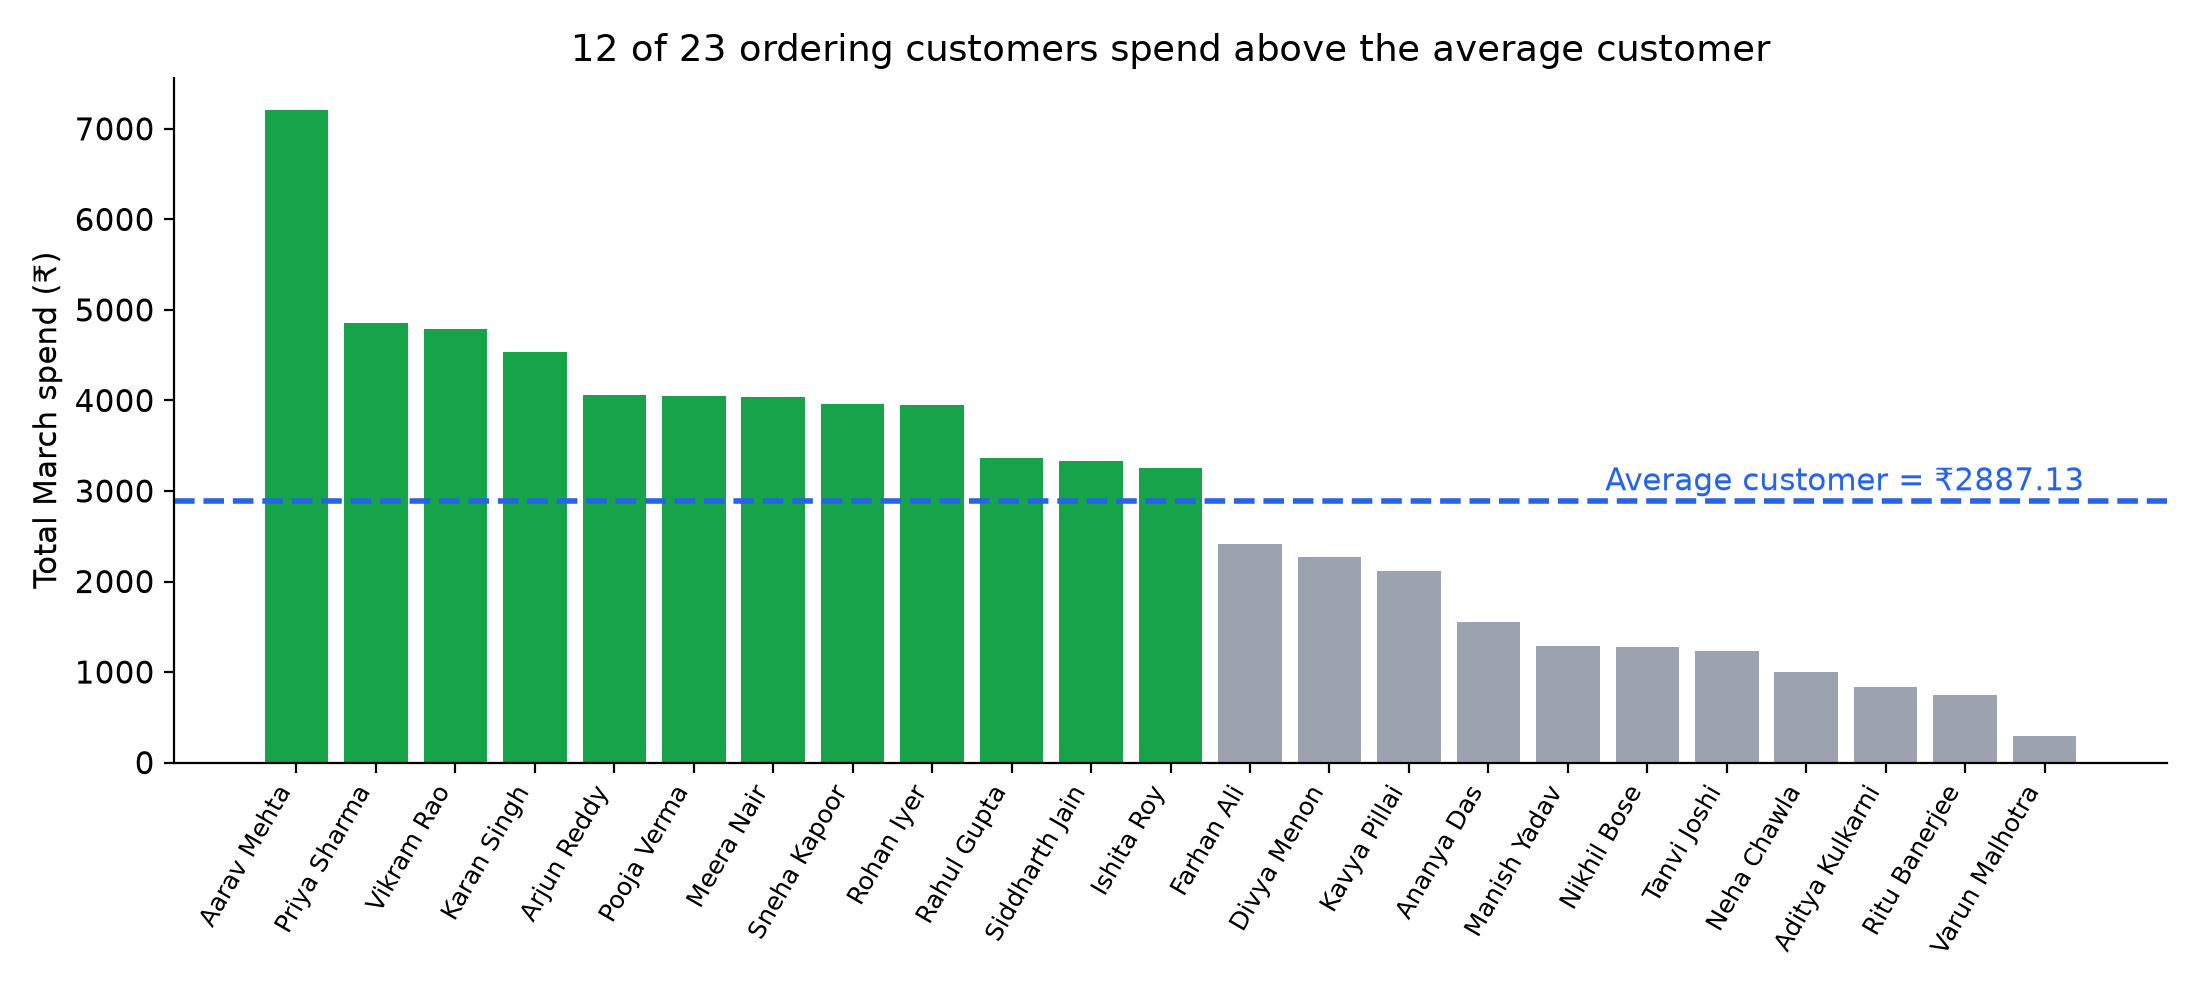 12 of 23 ordering customers spend above the average customer
Total March spend (₹)
7000
6000
5000
4000
3000
2000
1000
0
Average customer = ₹2887.13
Aarav Mehta
Priya Sharma
Vikram Rao
Karan Singh
Arjun Reddy
Pooja Verma
Meera Nair
Sneha Kapoor
Rohan Iyer
Rahul Gupta
Siddharth Jain
Ishita Roy
Farhan Ali
Divya Menon
Kavya Pillai
Ananya Das
Manish Yadav
Nikhil Bose
Tanvi Joshi
Neha Chawla
Aditya Kulkarni
Ritu Banerjee
Varun Malhotra